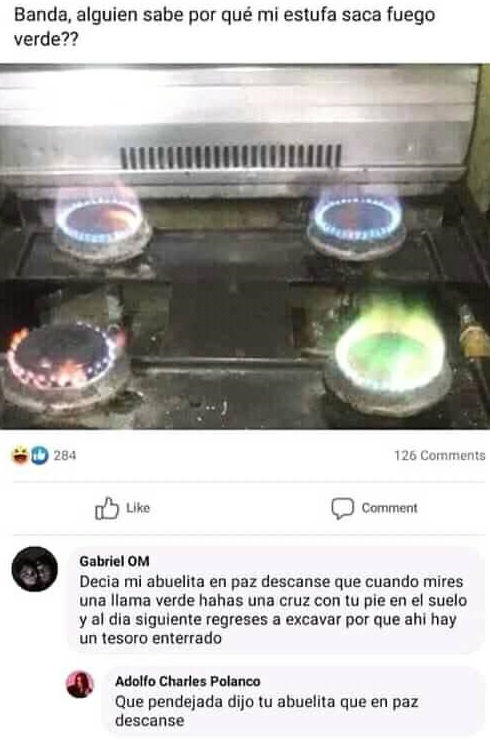 Banda, alguien sabe por qué mi estufa saca fuego
verde??
284
126 Comments
Like
Comment
Gabriel OM
Decia mi abuelita en paz descanse que cuando mires
una llama verde hahas una cruz con tu pie en el suelo
y al dia siguiente regreses a excavar por que ahi hay
un tesoro enterrado
Adolfo Charles Polanco
Que pendejada dijo tu abuelita que en paz
descanse